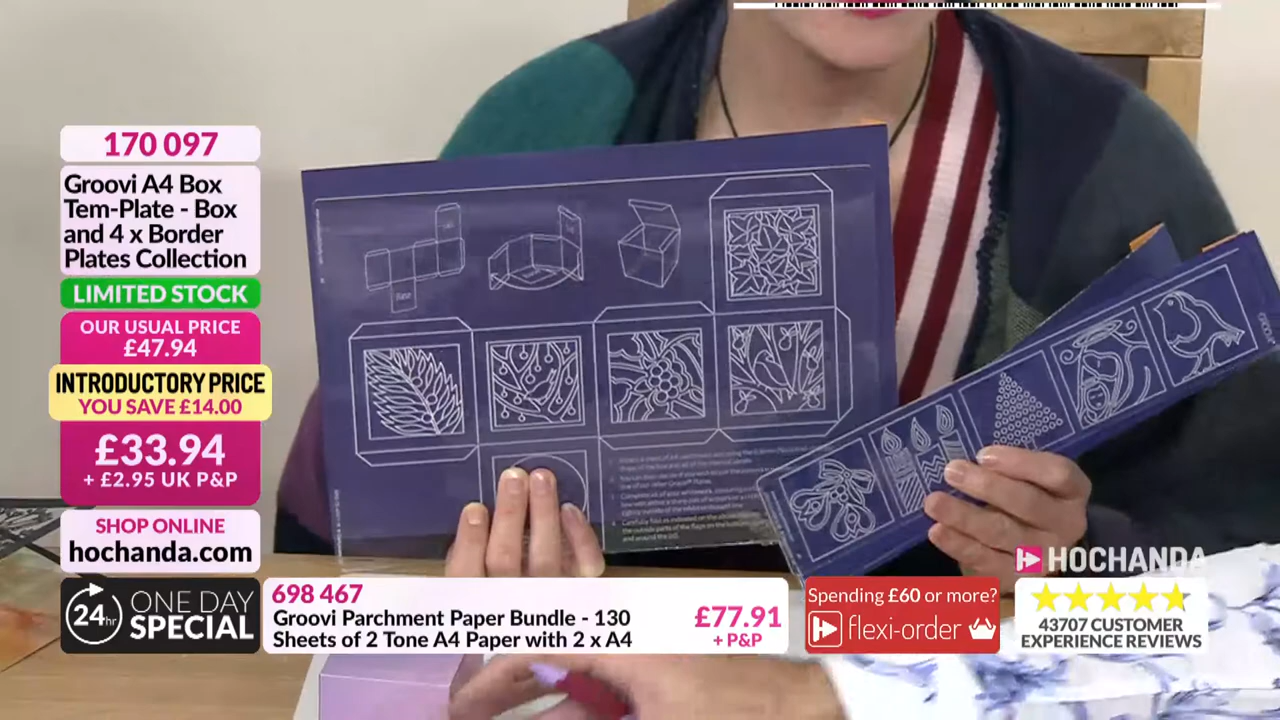 170 097
Groovi A4 Box
Tem-Plate - Box
and 4 x Border
Plates Collection
LIMITED STOCK
OUR USUAL PRICE
£47.94
INTRODUCTORY PRICE
YOU SAVE £14.00
£33.94
+ £2.95 UK P&P
SHOP ONLINE
hochanda.com
24hr
ONE DAY
SPECIAL
698 467
Groovi Parchment Paper Bundle - 130
Sheets of 2 Tone A4 Paper with 2 x A4
£77.91
+ P&P
Spending £60 or more?
flexi-order
HOCHANDA
43707 CUSTOMER
EXPERIENCE REVIEWS
Base